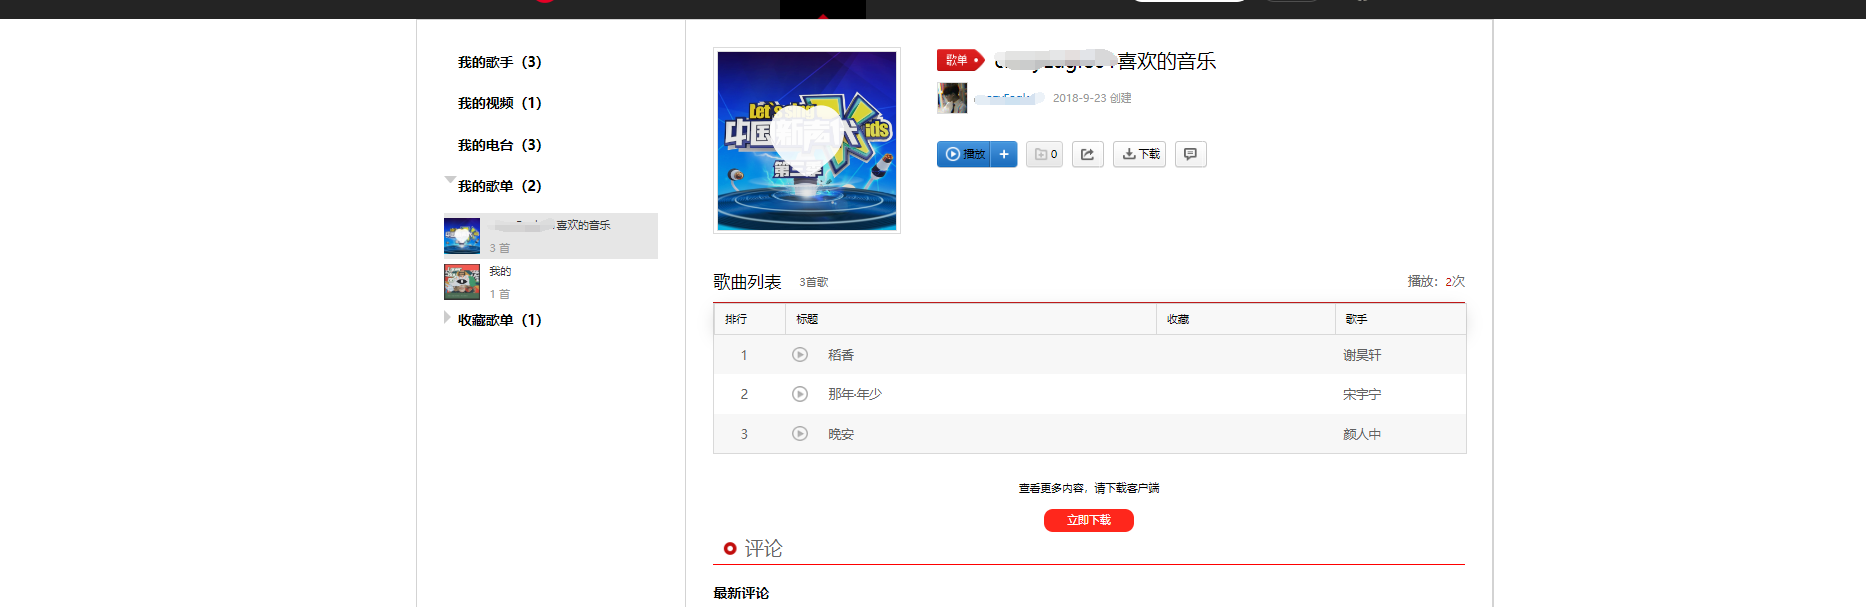 我的歌手（3）
我的视频（1）
我的电台（3）
我的歌单（2）
喜欢的音乐
3 首
我的
1 首
收藏歌单（1）
Let's sing
中国新声代
ids
第三季
歌单
喜欢的音乐
2018-9-23 创建
播放
0
下载
歌曲列表 3首歌 播放：2次
排行 标题 收藏 歌手
1 稻香 谢昊轩
2 那年·年少 宋宇宁
3 晚安 颜人中
查看更多内容，请下载客户端
立即下载
评论
最新评论